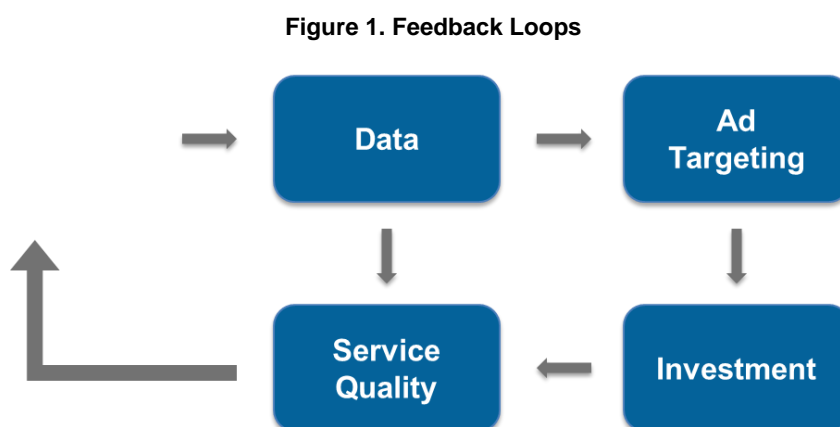 Figure 1. Feedback Loops
Data
Ad
Targeting
Service
Quality
Investment